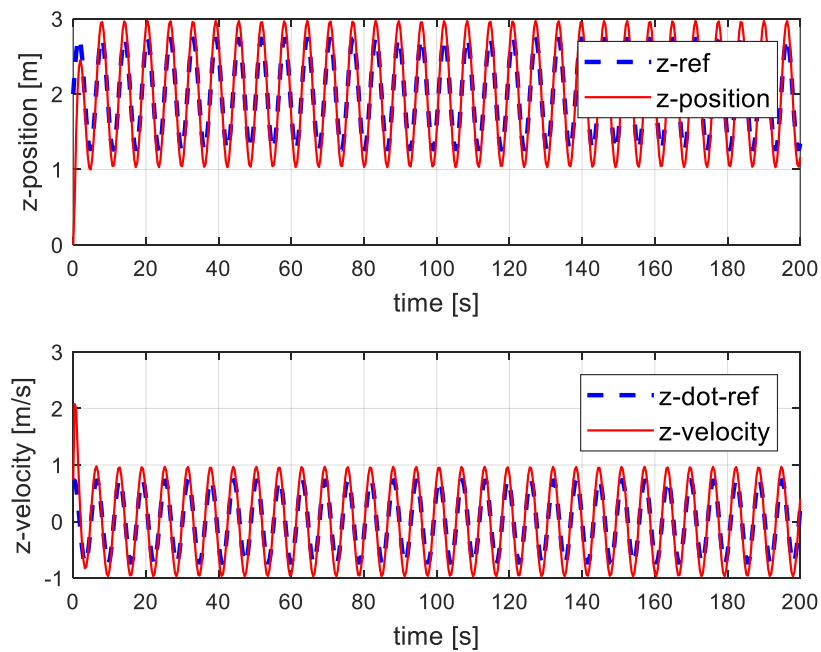 3
2
1
0
z-position [m]
z-ref
z-position
0 20 40 60 80 100 120 140 160 180 200
time [s]
3
2
1
0
-1
z-velocity [m/s]
z-dot-ref
z-velocity
0 20 40 60 80 100 120 140 160 180 200
time [s]